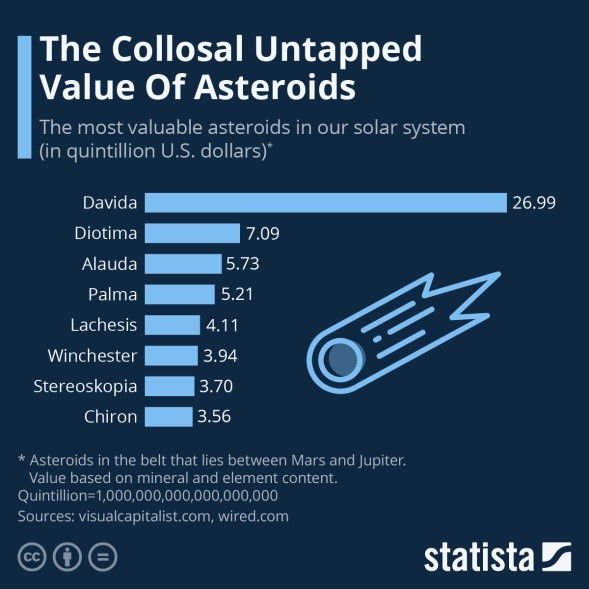 The Collosal Untapped
Value Of Asteroids
The most valuable asteroids in our solar system
(in quintillion U.S. dollars)*
Davida 26.99
Diotima 7.09
Alauda 5.73
Palma 5.21
Lachesis 4.11
Winchester 3.94
Stereoskopia 3.70
Chiron 3.56
* Asteroids in the belt that lies between Mars and Jupiter.
Value based on mineral and element content.
Quintillion=1,000,000,000,000,000,000
Sources: visualcapitalist.com, wired.com
cc
statista